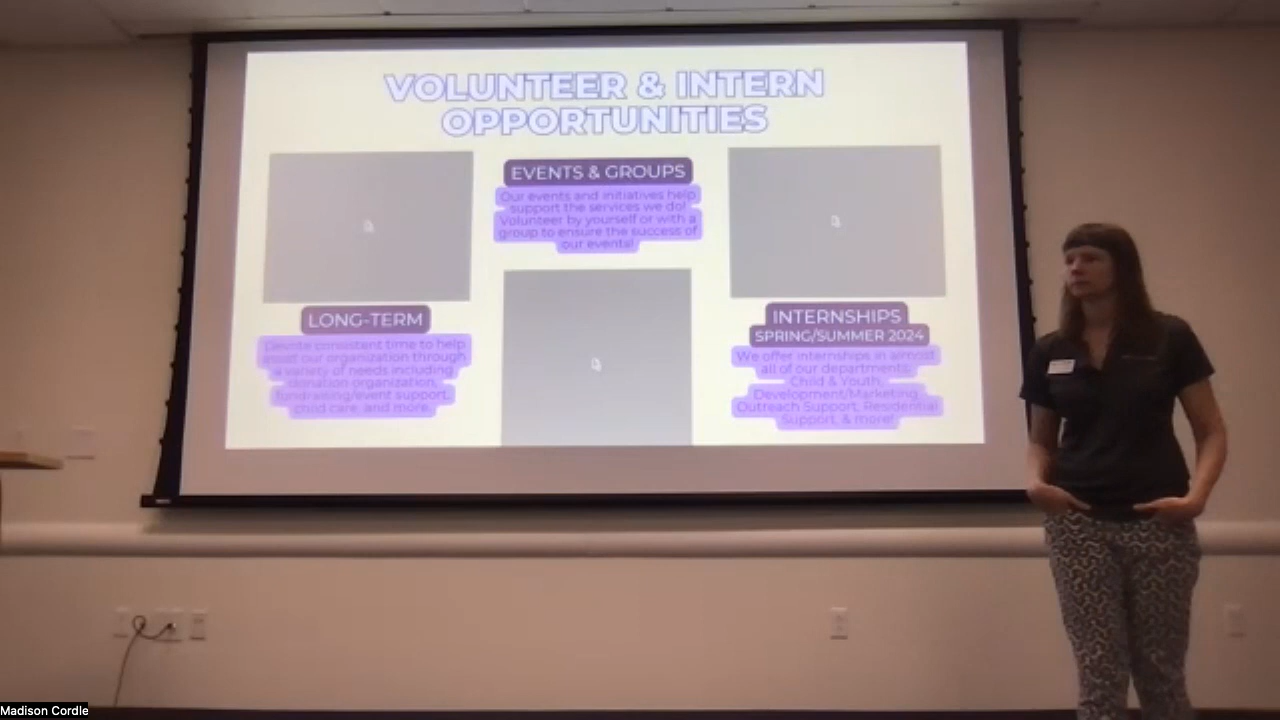 VOLUNTEER & INTERN
OPPORTUNITIES
EVENTS & GROUPS
Our events and initiatives help
support the services we do!
Volunteer by yourself or with a
group to ensure the success of
our events!
LONG-TERM
Devote consistent time to help
assist our organization through
a variety of needs including
donation organization,
fundraising/event support,
child care, and more.
INTERNSHIPS
SPRING/SUMMER 2024
We offer internships in almost
all of our departments:
Child & Youth,
Development/Marketing
Outreach Support, Residential
Support, & more!
Madison Cordle